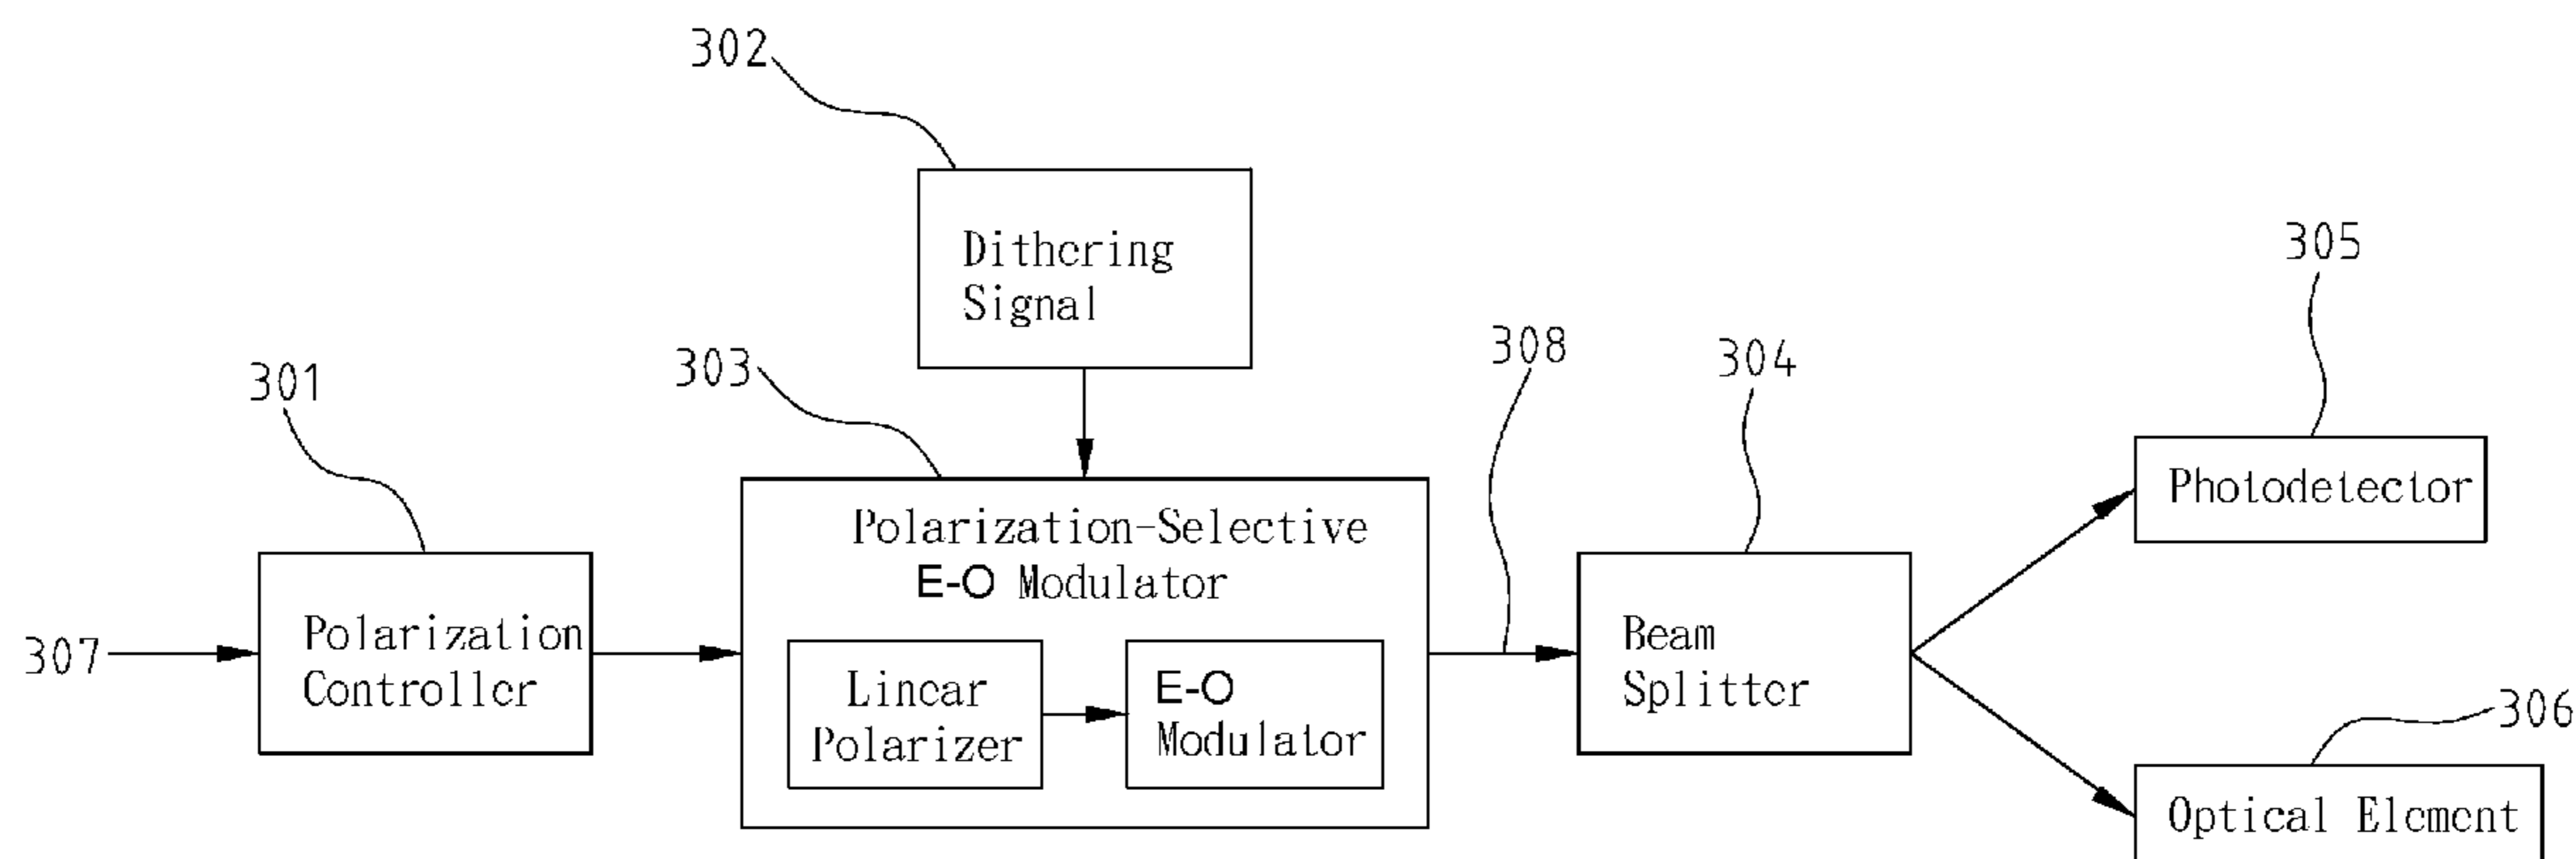 302
Dithering
Signal
305
303
308
304
301
Photodetector
Polarization-Selective
E-O Modulator
307
Polarization
Controller
Linear
Polarizer
E-O
Modulator
Beam
Splitter
306
Optical Element